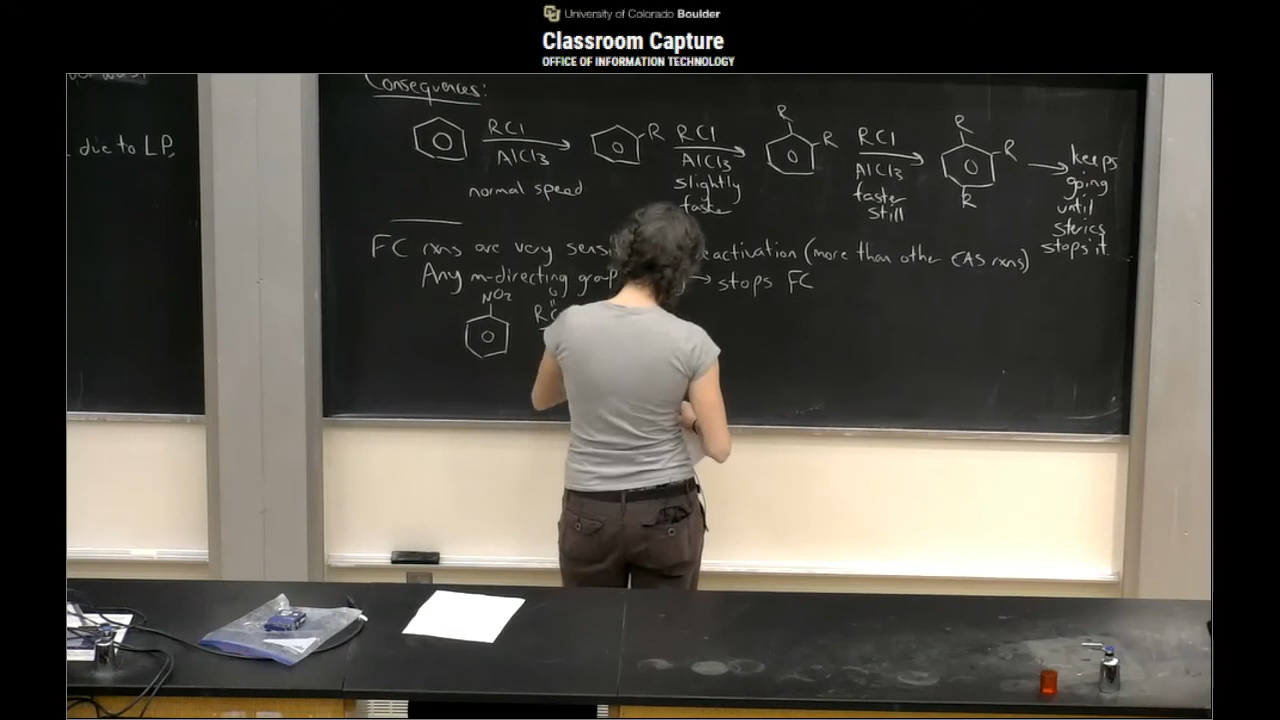 University of Colorado Boulder
Classroom Capture
OFFICE OF INFORMATION TECHNOLOGY
due to LP.
Consequences:
RCl
AlCl3
normal speed
R
RCl
AlCl3
slightly
faster
R
R
RCl
AlCl3
faster
still
R
R
R
keeps
going
until
sterics
stops it.
FC rxns are very eactivation (more than other EAS rxns)
Any m-directing group → stops FC
NO2
O
RC